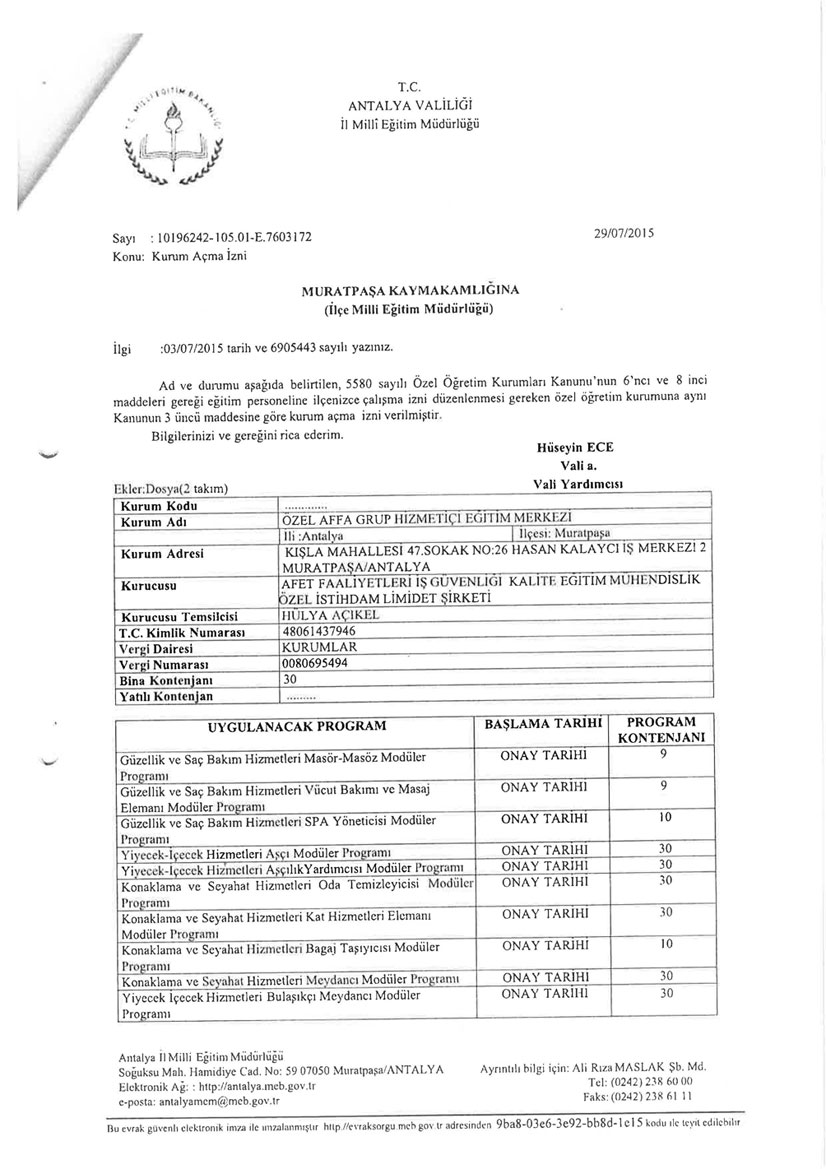 T.C.
ANTALYA VALİLİĞİ
İl Millî Eğitim Müdürlüğü
Sayı : 10196242-105.01-E.7603172 29/07/2015
Konu: Kurum Açma İzni
MURATPAŞA KAYMAKAMLIĞINA
(İlçe Milli Eğitim Müdürlüğü)
İlgi :03/07/2015 tarih ve 6905443 sayılı yazınız.
Ad ve durumu aşağıda belirtilen, 5580 sayılı Özel Öğretim Kurumları Kanunu'nun 6'ncı ve 8 inci
maddeleri gereği eğitim personeline ilçenizce çalışma izni düzenlenmesi gereken özel öğretim kurumuna aynı
Kanunun 3 üncü maddesine göre kurum açma izni verilmiştir.
Bilgilerinizi ve gereğini rica ederim.
Hüseyin ECE
Vali a.
Vali Yardımcısı
Ekler:Dosya(2 takım)
Kurum Kodu .............
Kurum Adı ÖZEL AFFA GRUP HİZMETİÇİ EĞİTİM MERKEZİ
İli :Antalya İlçesi: Muratpaşa
Kurum Adresi KIŞLA MAHALLESİ 47.SOKAK NO:26 HASAN KALAYCI İŞ MERKEZİ 2
MURATPAŞA/ANTALYA
Kurucusu AFET FAALİYETLERİ İŞ GÜVENLİĞİ KALİTE EĞİTİM MÜHENDİSLİK
ÖZEL İSTİHDAM LİMİDET ŞİRKETİ
Kurucusu Temsilcisi HÜLYA AÇIKEL
T.C. Kimlik Numarası 48061437946
Vergi Dairesi KURUMLAR
Vergi Numarası 0080695494
Bina Kontenjanı 30
Yatılı Kontenjan .........
UYGULANACAK PROGRAM BAŞLAMA TARİHİ PROGRAM
KONTENJANI
Güzellik ve Saç Bakım Hizmetleri Masör-Masöz Modüler ONAY TARİHİ 9
Programı
Güzellik ve Saç Bakım Hizmetleri Vücut Bakımı ve Masaj ONAY TARİHİ 9
Elemanı Modüler Programı
Güzellik ve Saç Bakım Hizmetleri SPA Yöneticisi Modüler ONAY TARİHİ 10
Programı
Yiyecek-İçecek Hizmetleri Aşçı Modüler Programı ONAY TARİHİ 30
Yiyecek-İçecek Hizmetleri AşçılıkYardımcısı Modüler Programı ONAY TARİHİ 30
Konaklama ve Seyahat Hizmetleri Oda Temizleyicisi Modüler ONAY TARİHİ 30
Programı
Konaklama ve Seyahat Hizmetleri Kat Hizmetleri Elemanı ONAY TARİHİ 30
Modüler Programı
Konaklama ve Seyahat Hizmetleri Bagaj Taşıyıcısı Modüler ONAY TARİHİ 10
Programı
Konaklama ve Seyahat Hizmetleri Meydancı Modüler Programı ONAY TARİHİ 30
Yiyecek İçecek Hizmetleri Bulaşıkçı Meydancı Modüler ONAY TARİHİ 30
Programı
Antalya İl Milli Eğitim Müdürlüğü
Soğuksu Mah. Hamidiye Cad. No: 59 07050 Muratpaşa/ANTALYA Ayrıntılı bilgi için: Ali Rıza MASLAK Şb. Md.
Elektronik Ağ: : http://antalya.meb.gov.tr Tel: (0242) 238 60 00
e-posta: antalyamem@meb.gov.tr Faks: (0242) 238 61 11
Bu evrak güvenli elektronik imza ile imzalanmıştır http://evraksorgu.meb.gov.tr adresinden 9ba8-03e6-3e92-bb8d-1c15 kodu ile teyit edilebilir